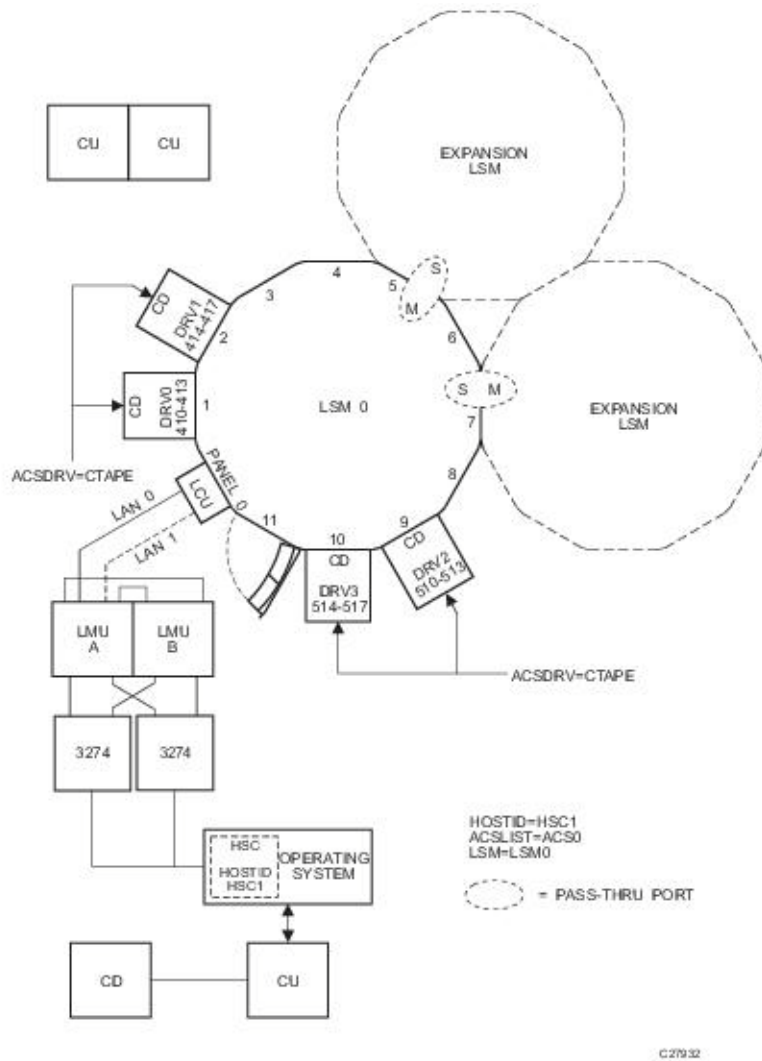 CU
CU
EXPANSION
LSM
4
3
5
S
M
CD
DRV1
414-417
2
6
CD
DRV0
410-413
1
LSM 0
S M
7
EXPANSION
LSM
ACSDRV=CTAPE
PANEL 0
LCU
8
LAN 0
LAN 1
11
10
9
CD
DRV3
514-517
CD
DRV2
510-513
LMU
A
LMU
B
ACSDRV=CTAPE
3274
3274
HOSTID=HSC1
ACSLIST=ACS0
LSM=LSM0
HSC
HOSTID
HSC1
OPERATING
SYSTEM
= PASS-THRU PORT
CD
CU
C27932